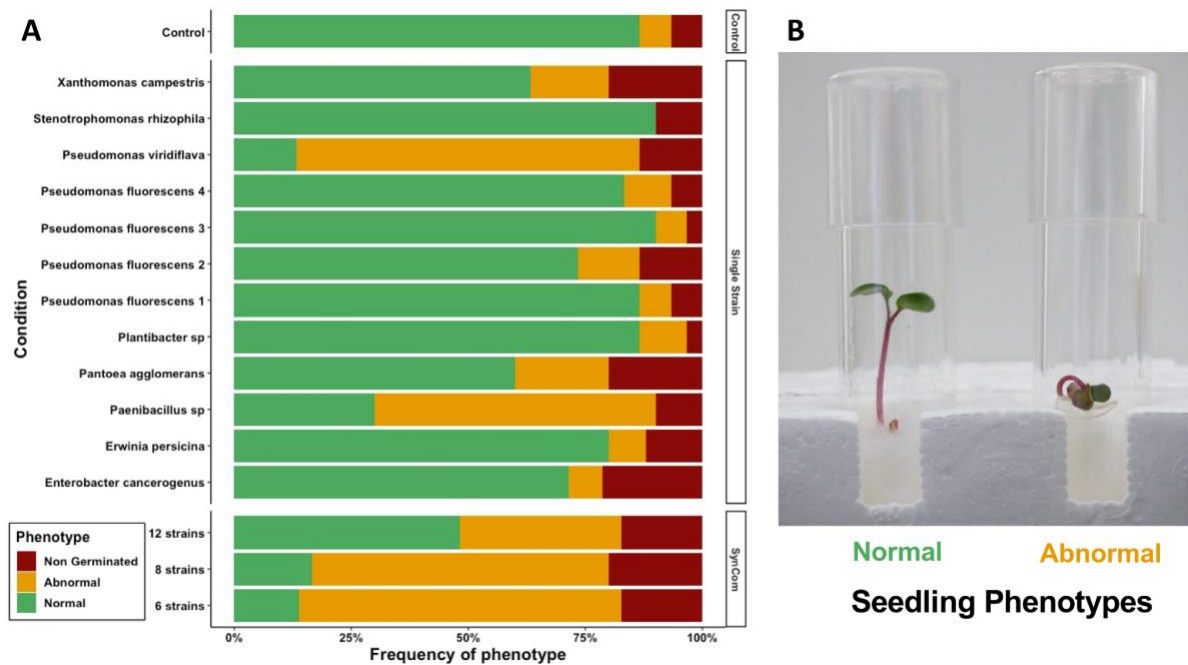 A
Control
Control
Xanthomonas campestris
Stenotrophomonas rhizophila
Pseudomonas viridiflava
Pseudomonas fluorescens 4
Pseudomonas fluorescens 3
Pseudomonas fluorescens 2
Pseudomonas fluorescens 1
Plantibacter sp
Pantoea agglomerans
Paenibacillus sp
Erwinia persicina
Enterobacter cancerogenus
Single Strain
12 strains
8 strains
6 strains
SynCom
Condition
0%
25%
50%
75%
100%
Frequency of phenotype
Phenotype
Non Germinated
Abnormal
Normal
B
Normal
Abnormal
Seedling Phenotypes